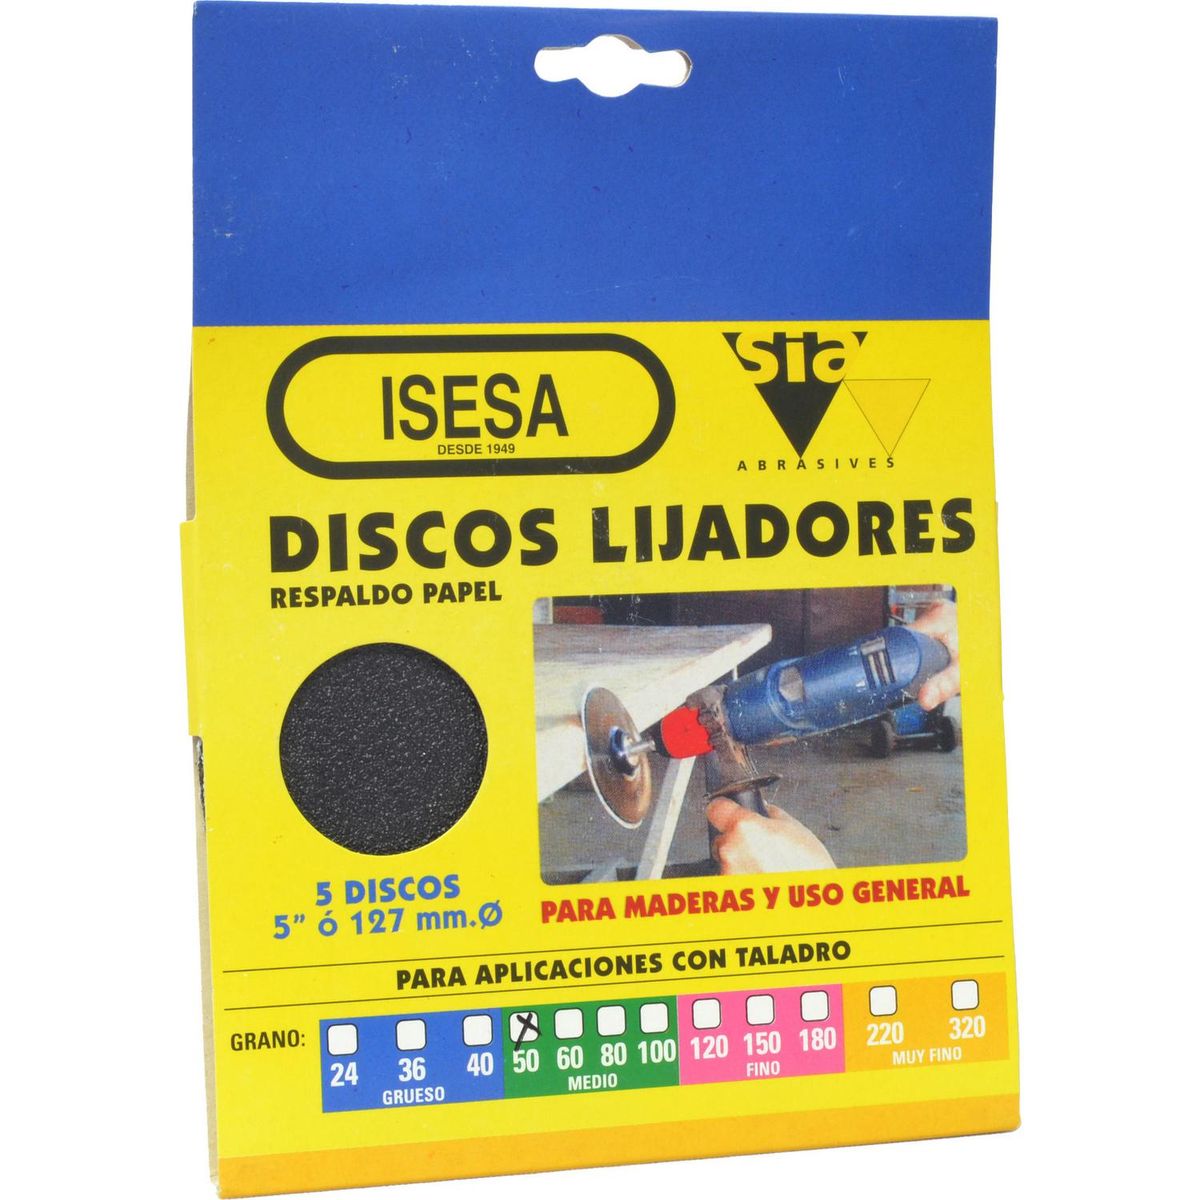 ISESA
DESDE 1949
sia
ABRASIVES
DISCOS LIJADORES
RESPALDO PAPEL
5 DISCOS
5" ó 127 mm.Ø
PARA MADERAS Y USO GENERAL
PARA APLICACIONES CON TALADRO
GRANO:
24 36 40 50 60 80 100 120 150 180 220 320
GRUESO MEDIO FINO MUY FINO